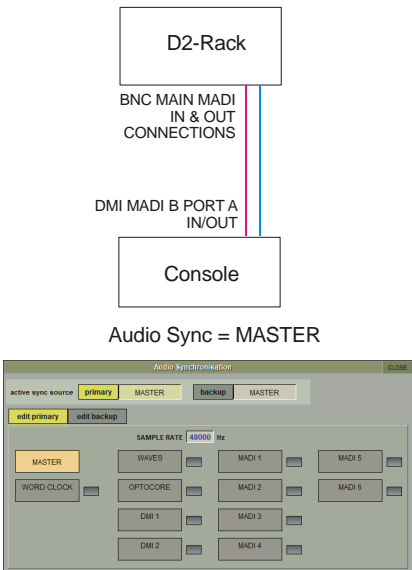 D2-Rack
BNC MAIN MADI
IN & OUT
CONNECTIONS
DMI MADI B PORT A
IN/OUT
Console
Audio Sync = MASTER
Audio Synchronisation CLOSE
active sync source primary MASTER backup MASTER
edit primary edit backup
SAMPLE RATE 48000 Hz
MASTER WAVES MADI 1 MADI 5
WORD CLOCK OPTOCORE MADI 2 MADI 6
DMI 1 MADI 3
DMI 2 MADI 4